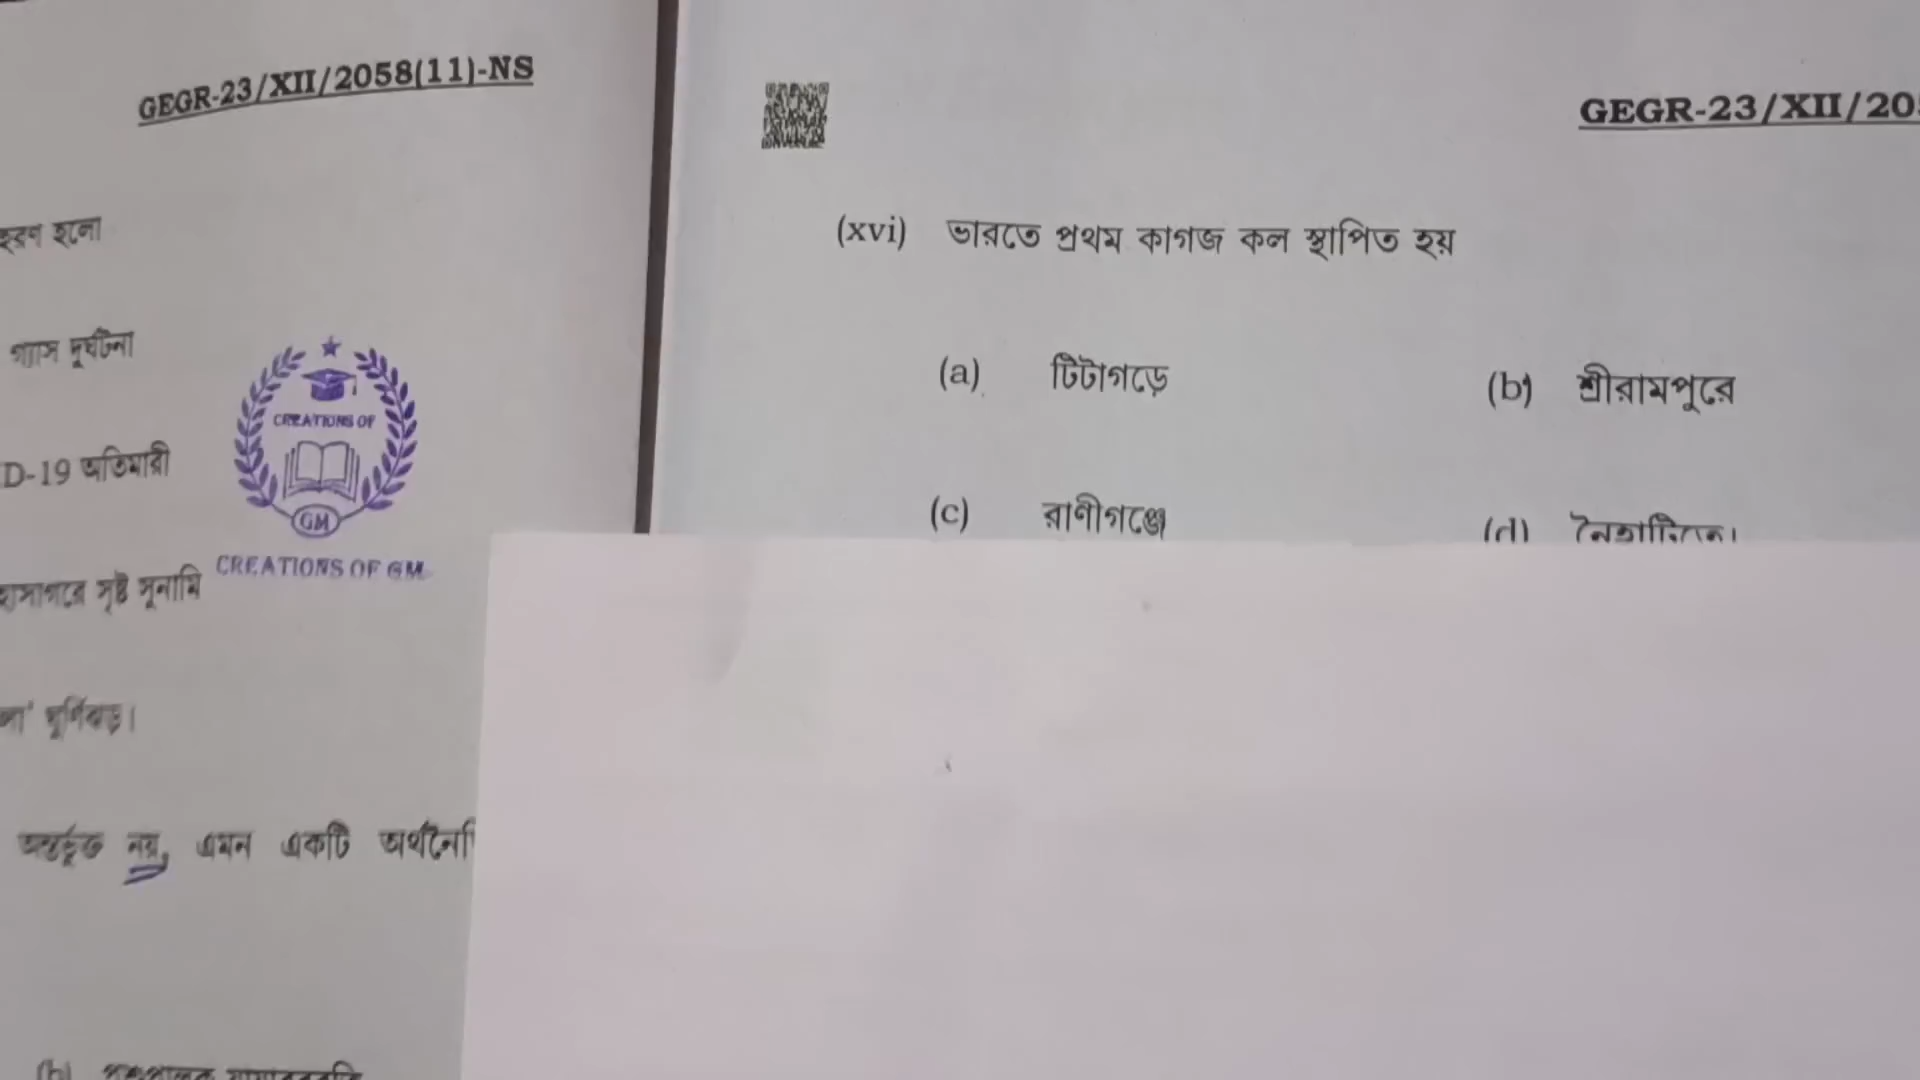 GEGR-23/XII/2058(11)-NS
হলো
গ্যাস দুর্ঘটনা
D-19 অতিমারী
CREATIONS OF
GM
CREATIONS OF GM
সৃষ্ট সুনামি
ঘূর্ণিঝড়।
অন্তর্ভুক্ত নয়, এমন একটি
GEGR-23/XII/20
(xvi) ভারতে প্রথম কাগজ কল স্থাপিত হয়
(a) টিটাগড়ে
(b) শ্রীরামপুরে
(c) রাণীগঞ্জে
(d)